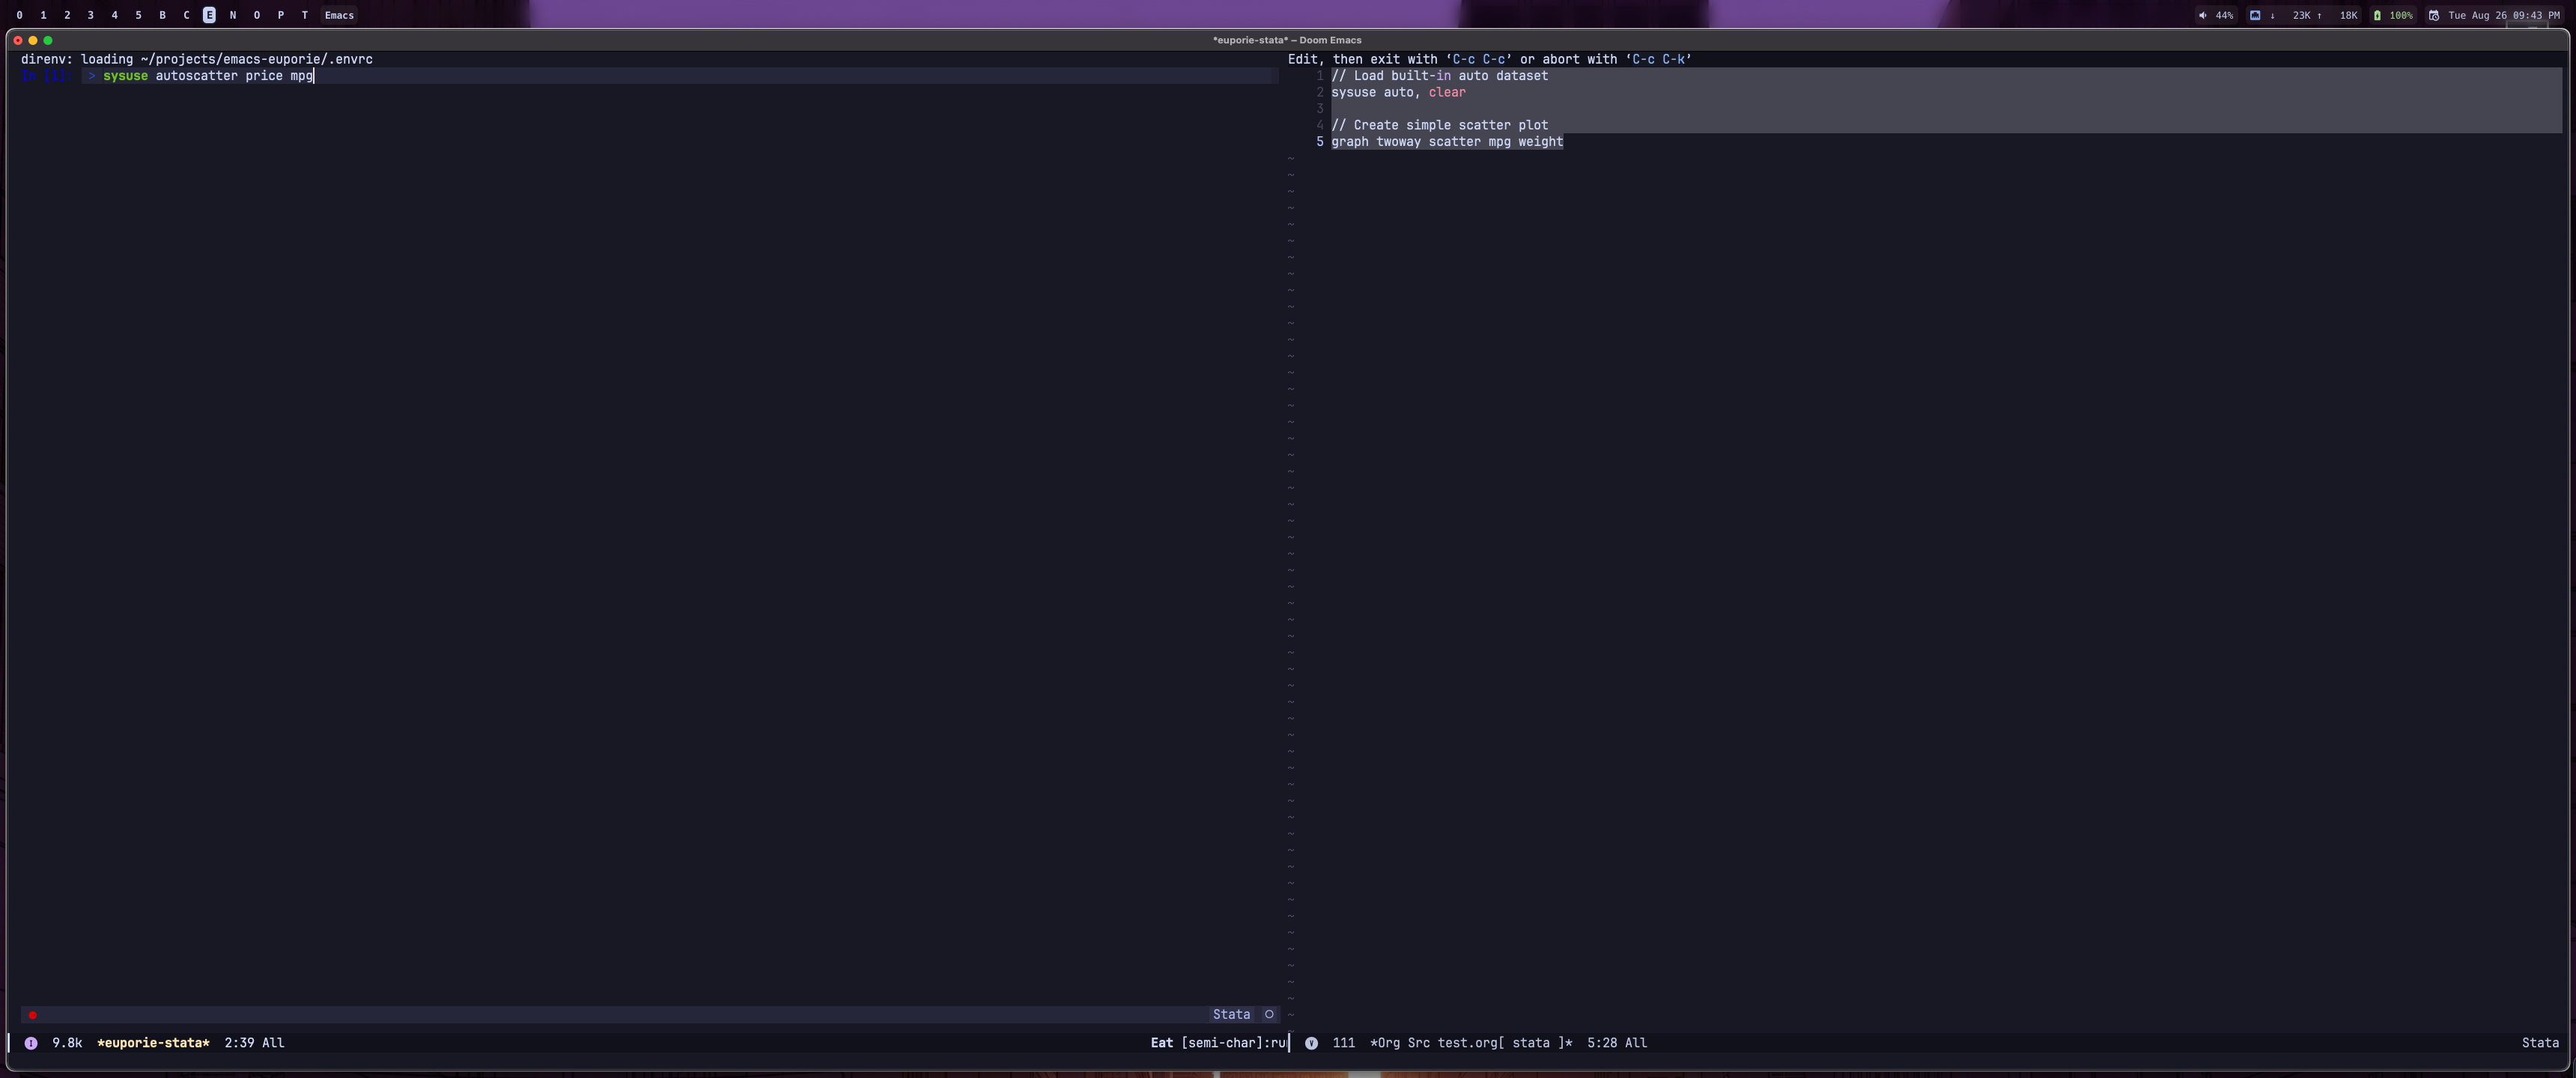 0 1 2 3 4 5 B C E N O P T Emacs
44% ↓ 23K ↑ 18K 100% Tue Aug 26 09:43 PM
*euporie-stata* – Doom Emacs
direnv: loading ~/projects/emacs-euporie/.envrc
In [1] > sysuse autoscatter price mpg
Stata
I 9.8k *euporie-stata* 2:39 All Eat [semi-char]:ru
Edit, then exit with ‘C-c C-c’ or abort with ‘C-c C-k’
1 // Load built-in auto dataset
2 sysuse auto, clear
3
4 // Create simple scatter plot
5 graph twoway scatter mpg weight
V 111 *Org Src test.org[ stata ]* 5:28 All Stata